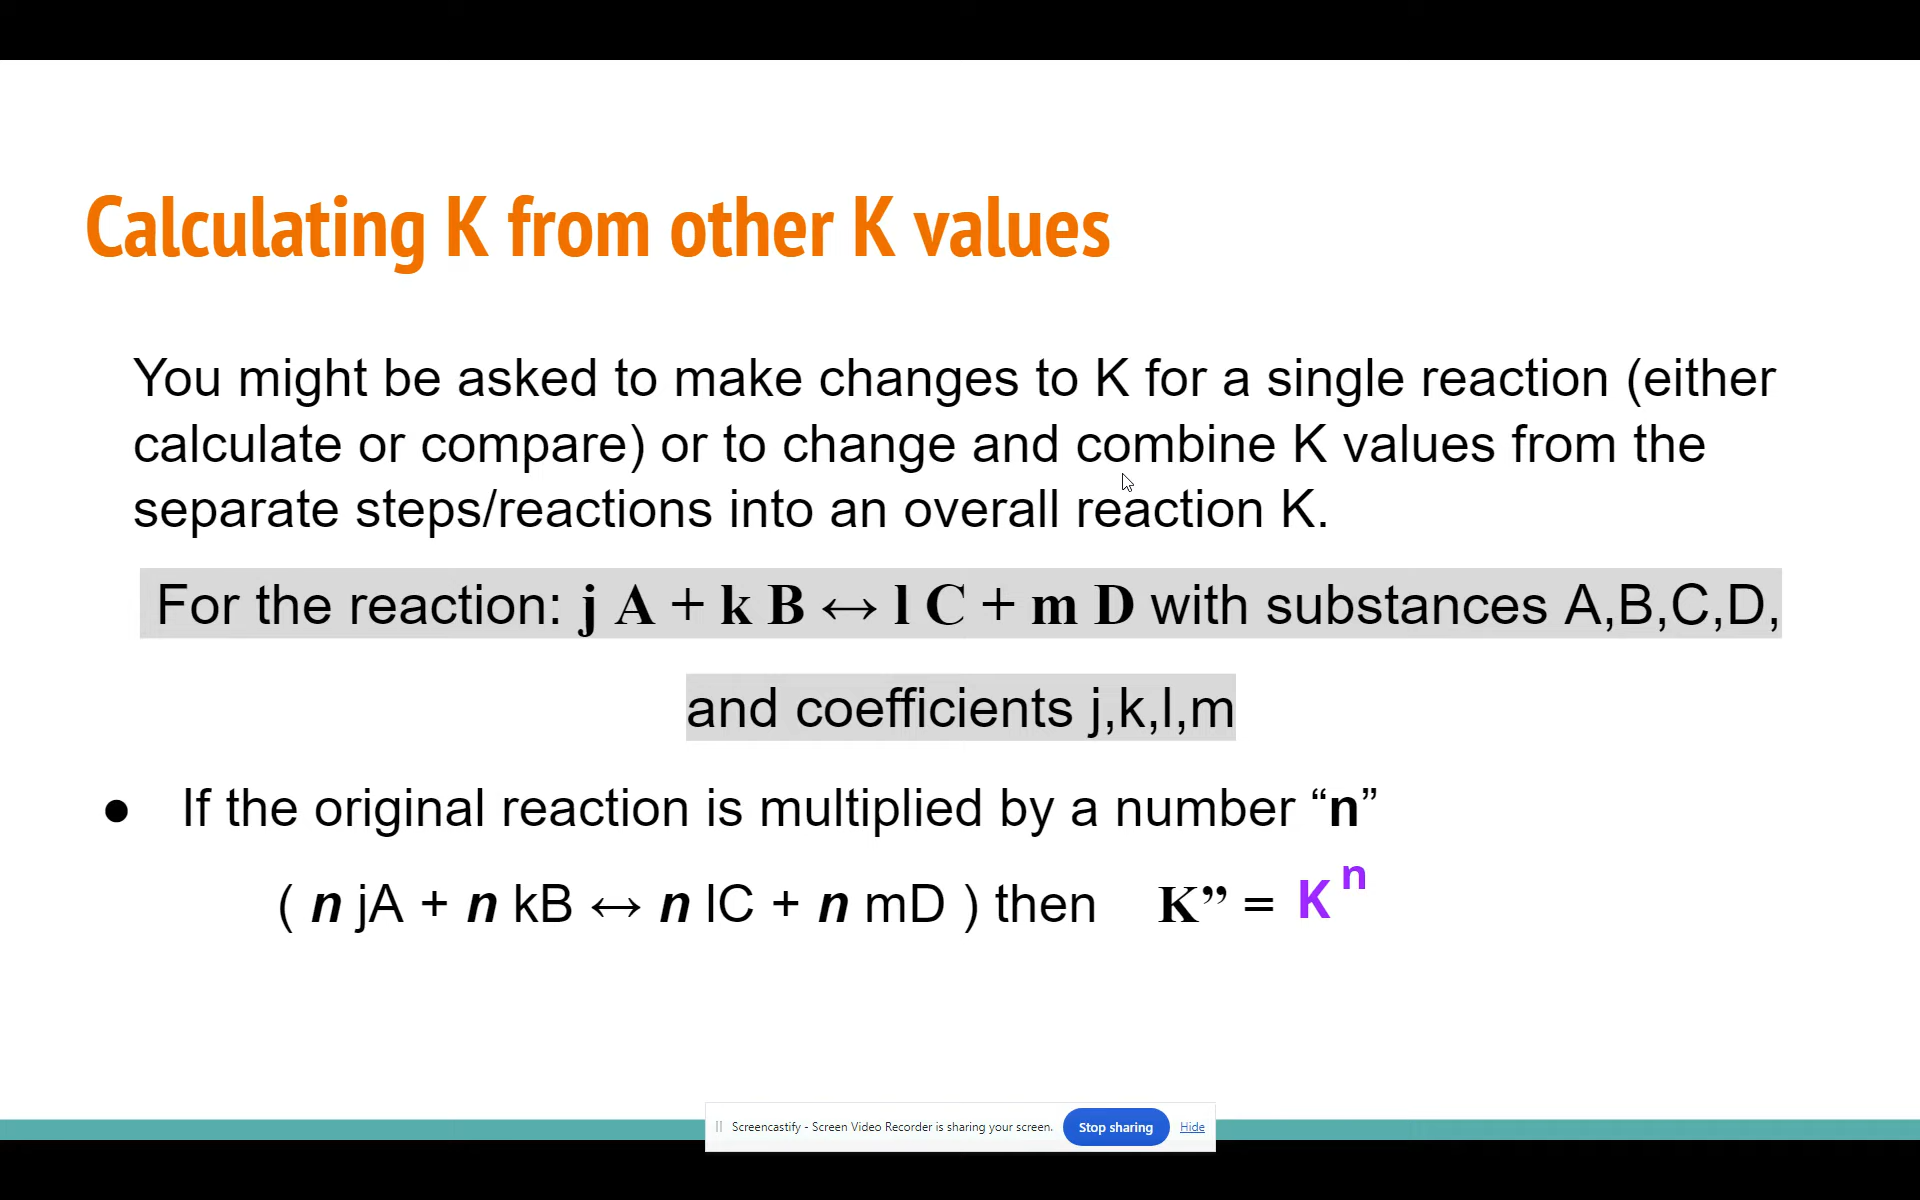 Calculating K from other K values
You might be asked to make changes to K for a single reaction (either
calculate or compare) or to change and combine K values from the
separate steps/reactions into an overall reaction K.
For the reaction: j A + k B ↔ l C + m D with substances A,B,C,D,
and coefficients j,k,l,m
● If the original reaction is multiplied by a number “n”
( n jA + n kB ↔ n lC + n mD ) then K” = Kⁿ
Screencastify - Screen Video Recorder is sharing your screen. Stop sharing Hide